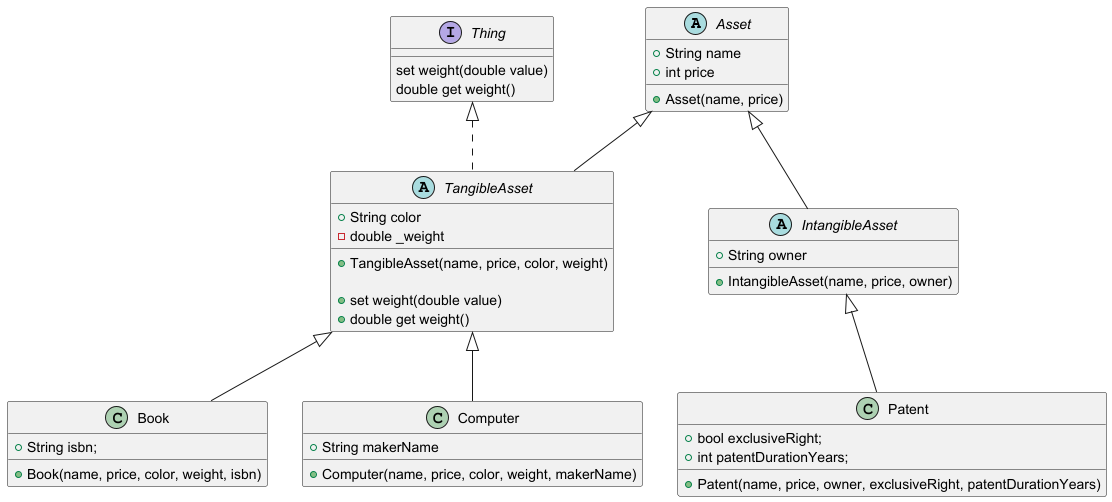 I Thing
set weight(double value)
double get weight()
A Asset
String name
int price
Asset(name, price)
A TangibleAsset
String color
double _weight
TangibleAsset(name, price, color, weight)
set weight(double value)
double get weight()
A IntangibleAsset
String owner
IntangibleAsset(name, price, owner)
C Book
String isbn;
Book(name, price, color, weight, isbn)
C Computer
String makerName
Computer(name, price, color, weight, makerName)
C Patent
bool exclusiveRight;
int patentDurationYears;
Patent(name, price, owner, exclusiveRight, patentDurationYears)